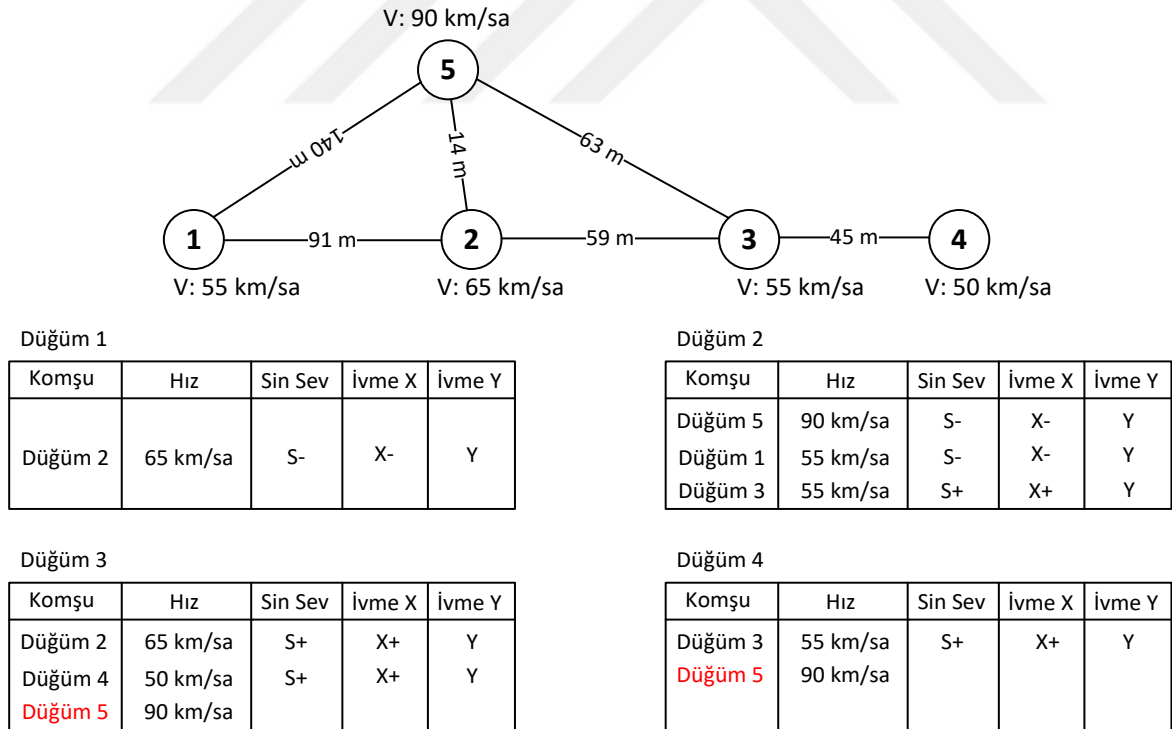 V: 90 km/sa
5
140 m
14 m
63 m
1
91 m
2
59 m
3
45 m
4
V: 55 km/sa
V: 65 km/sa
V: 55 km/sa
V: 50 km/sa
Düğüm 1
Komşu Hız Sin Sev İvme X İvme Y
Düğüm 2 65 km/sa S- X- Y
Düğüm 2
Komşu Hız Sin Sev İvme X İvme Y
Düğüm 5 90 km/sa S- X- Y
Düğüm 1 55 km/sa S- X- Y
Düğüm 3 55 km/sa S+ X+ Y
Düğüm 3
Komşu Hız Sin Sev İvme X İvme Y
Düğüm 2 65 km/sa S+ X+ Y
Düğüm 4 50 km/sa S+ X+ Y
Düğüm 5 90 km/sa
Düğüm 4
Komşu Hız Sin Sev İvme X İvme Y
Düğüm 3 55 km/sa S+ X+ Y
Düğüm 5 90 km/sa